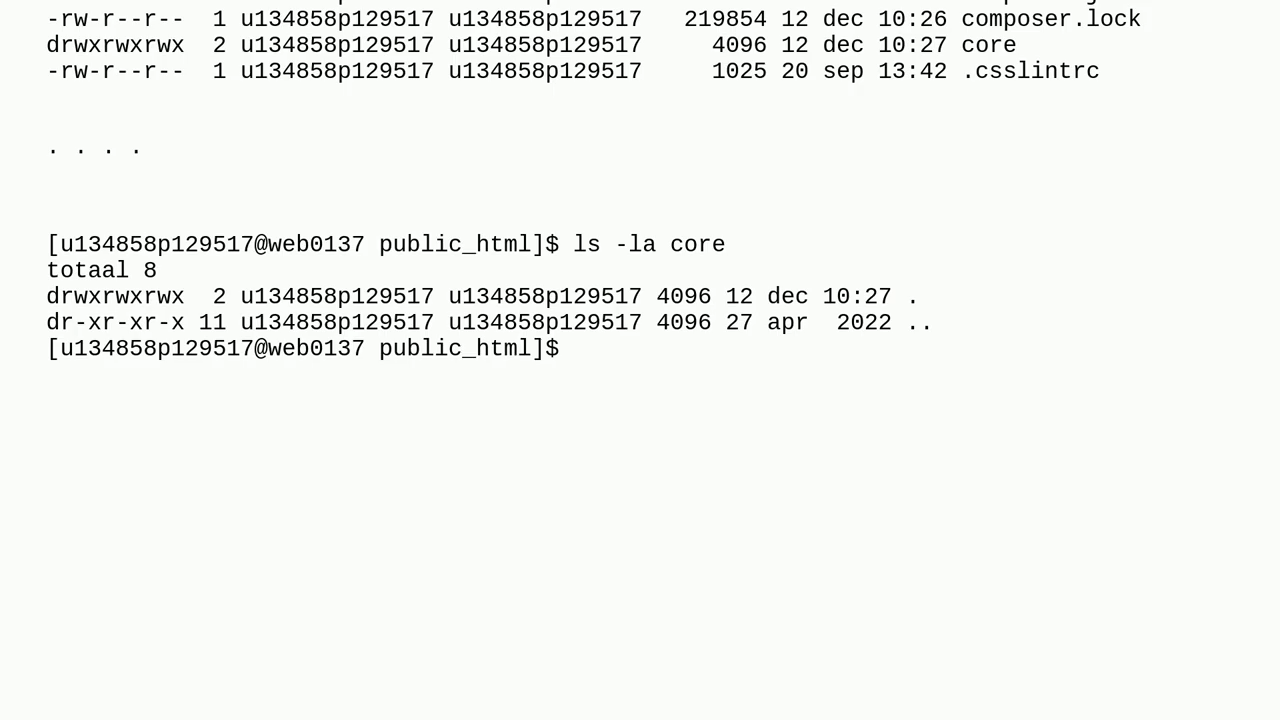 -rw-r--r--  1 u134858p129517 u134858p129517   219854 12 dec 10:26 composer.lock
drwxrwxrwx  2 u134858p129517 u134858p129517     4096 12 dec 10:27 core
-rw-r--r--  1 u134858p129517 u134858p129517     1025 20 sep 13:42 .csslintrc
. . . .
[u134858p129517@web0137 public_html]$ ls -la core
totaal 8
drwxrwxrwx  2 u134858p129517 u134858p129517 4096 12 dec 10:27 .
dr-xr-xr-x 11 u134858p129517 u134858p129517 4096 27 apr  2022 ..
[u134858p129517@web0137 public_html]$